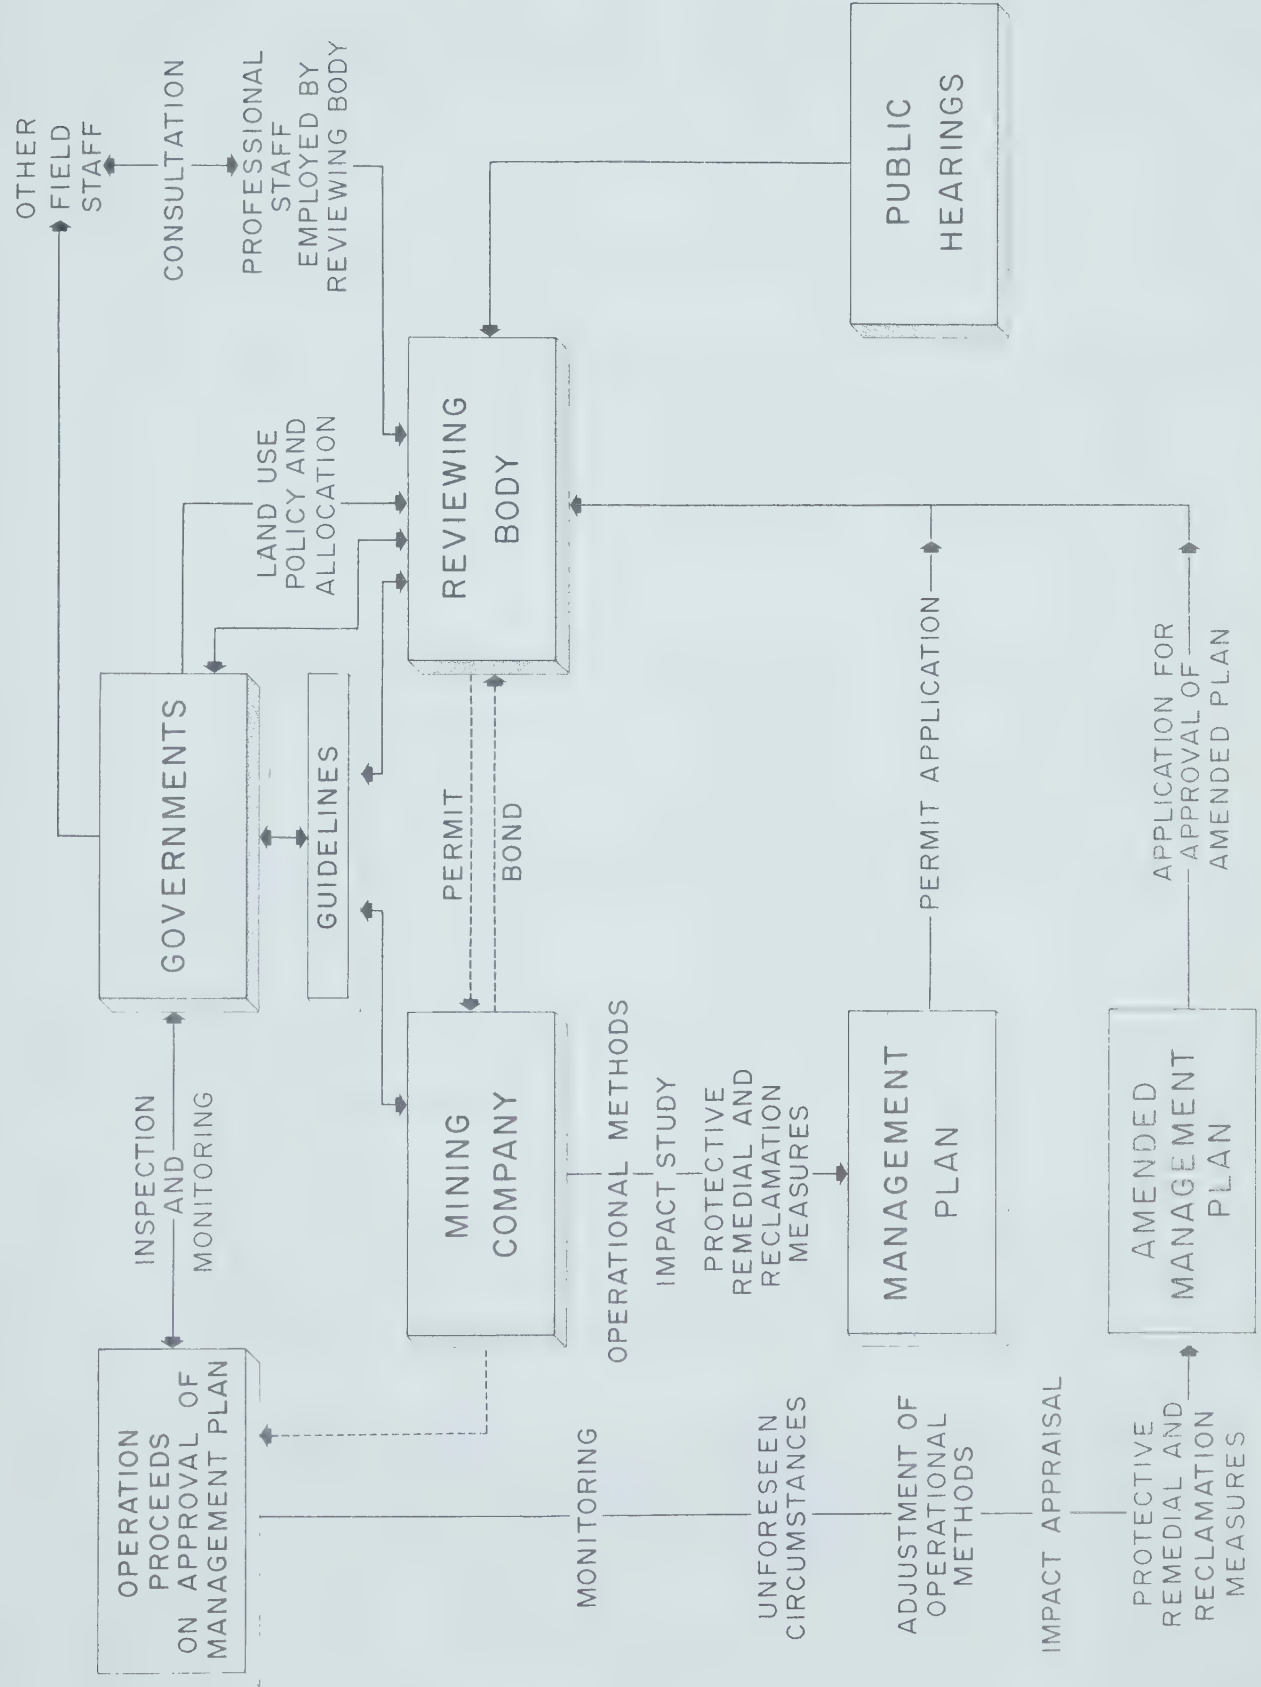 OPERATION
PROCEEDS
ON APPROVAL OF
MANAGEMENT PLAN
INSPECTION
AND
MONITORING
GOVERNMENTS
OTHER
FIELD
STAFF
CONSULTATION
PROFESSIONAL
STAFF
EMPLOYED BY
REVIEWING BODY
GUIDELINES
LAND USE
POLICY AND
ALLOCATION
MINING
COMPANY
PERMIT
BOND
REVIEWING
BODY
MONITORING
OPERATIONAL METHODS
IMPACT STUDY
PROTECTIVE
REMEDIAL AND
RECLAMATION
MEASURES
UNFORESEEN
CIRCUMSTANCES
ADJUSTMENT OF
OPERATIONAL
METHODS
MANAGEMENT
PLAN
PERMIT APPLICATION
PUBLIC
HEARINGS
IMPACT APPRAISAL
PROTECTIVE
REMEDIAL AND
RECLAMATION
MEASURES
AMENDED
MANAGEMENT
PLAN
APPLICATION FOR
APPROVAL OF
AMENDED PLAN